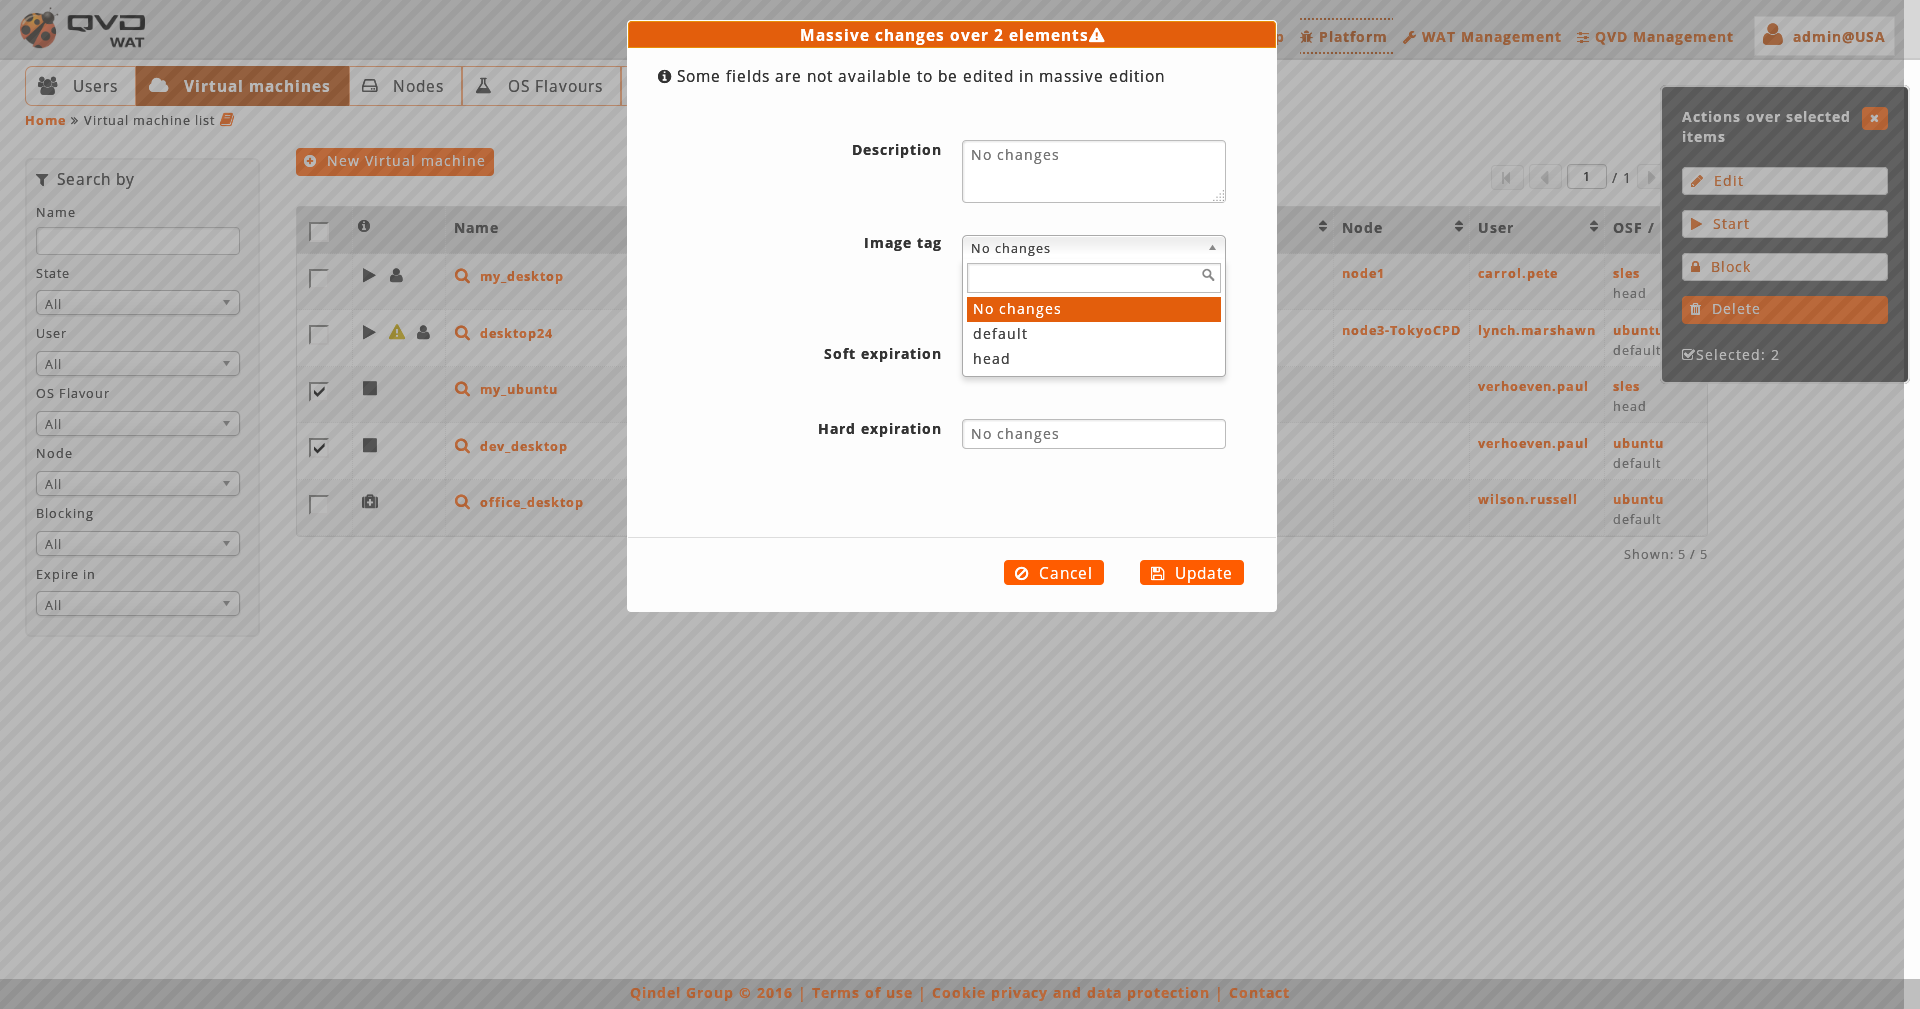 QVD
WAT
Platform
WAT Management
QVD Management
admin@USA
Users
Virtual machines
Nodes
OS Flavours
Home » Virtual machine list
Search by
Name
State
All
User
All
OS Flavour
All
Node
All
Blocking
All
Expire in
All
New Virtual machine
1 / 1
Name Node User OSF /
my_desktop node1 carrol.pete sles
head
desktop24 node3-TokyoCPD lynch.marshawn ubuntu
default
my_ubuntu verhoeven.paul sles
head
dev_desktop verhoeven.paul ubuntu
default
office_desktop wilson.russell ubuntu
default
Shown: 5 / 5
Massive changes over 2 elements
Some fields are not available to be edited in massive edition
Description No changes
Image tag No changes
No changes
default
head
Soft expiration
Hard expiration No changes
Cancel Update
Actions over selected
items
Edit
Start
Block
Delete
Selected: 2
Qindel Group © 2016 | Terms of use | Cookie privacy and data protection | Contact